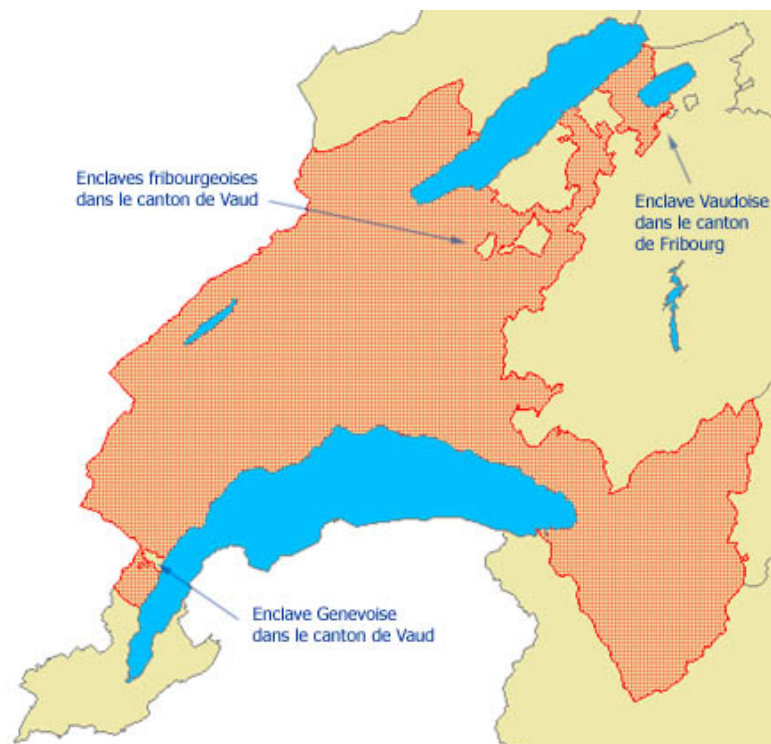 Enclaves fribourgeoises
dans le canton de Vaud
Enclave Vaudoise
dans le canton
de Fribourg
Enclave Genevoise
dans le canton de Vaud